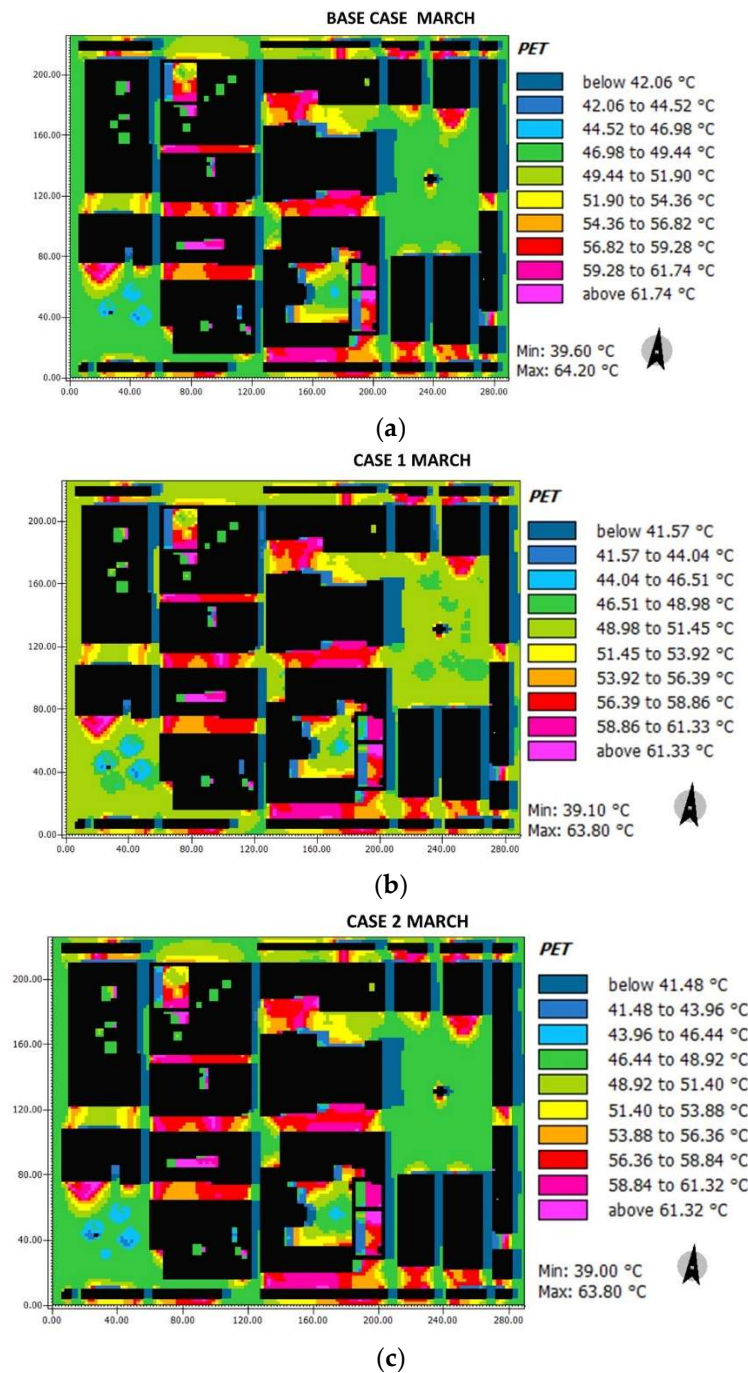 BASE CASE MARCH
PET
below 42.06 °C
42.06 to 44.52 °C
44.52 to 46.98 °C
46.98 to 49.44 °C
49.44 to 51.90 °C
51.90 to 54.36 °C
54.36 to 56.82 °C
56.82 to 59.28 °C
59.28 to 61.74 °C
above 61.74 °C
Min: 39.60 °C
Max: 64.20 °C
N
200.00
160.00
120.00
80.00
40.00
0.00
0.00 40.00 80.00 120.00 160.00 200.00 240.00 280.00
(a)
CASE 1 MARCH
PET
below 41.57 °C
41.57 to 44.04 °C
44.04 to 46.51 °C
46.51 to 48.98 °C
48.98 to 51.45 °C
51.45 to 53.92 °C
53.92 to 56.39 °C
56.39 to 58.86 °C
58.86 to 61.33 °C
above 61.33 °C
Min: 39.10 °C
Max: 63.80 °C
N
200.00
160.00
120.00
80.00
40.00
0.00
0.00 40.00 80.00 120.00 160.00 200.00 240.00 280.00
(b)
CASE 2 MARCH
PET
below 41.48 °C
41.48 to 43.96 °C
43.96 to 46.44 °C
46.44 to 48.92 °C
48.92 to 51.40 °C
51.40 to 53.88 °C
53.88 to 56.36 °C
56.36 to 58.84 °C
58.84 to 61.32 °C
above 61.32 °C
Min: 39.00 °C
Max: 63.80 °C
N
200.00
160.00
120.00
80.00
40.00
0.00
0.00 40.00 80.00 120.00 160.00 200.00 240.00 280.00
(c)